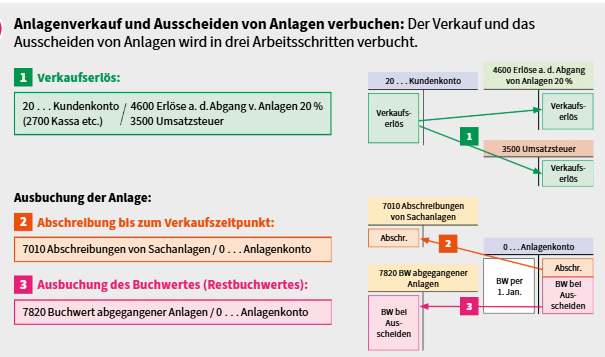 Anlagenverkauf und Ausscheiden von Anlagen verbuchen: Der Verkauf und das
Ausscheiden von Anlagen wird in drei Arbeitsschritten verbucht.
1 Verkaufserlös:
20 . . . Kundenkonto / 4600 Erlöse a. d. Abgang v. Anlagen 20 %
(2700 Kassa etc.) / 3500 Umsatzsteuer
20 . . . Kundenkonto
Verkaufs-
erlös
4600 Erlöse a. d. Abgang
von Anlagen 20 %
Verkaufs-
erlös
1
3500 Umsatzsteuer
Verkaufs-
erlös
Ausbuchung der Anlage:
2 Abschreibung bis zum Verkaufszeitpunkt:
7010 Abschreibungen von Sachanlagen / 0 . . . Anlagenkonto
3 Ausbuchung des Buchwertes (Restbuchwertes):
7820 Buchwert abgegangener Anlagen / 0 . . . Anlagenkonto
7010 Abschreibungen
von Sachanlagen
Abschr.
2
0 . . . Anlagenkonto
BW per
1. Jan.
Abschr.
BW bei
Aus-
scheiden
7820 BW abgegangener
Anlagen
BW bei
Aus-
scheiden
3